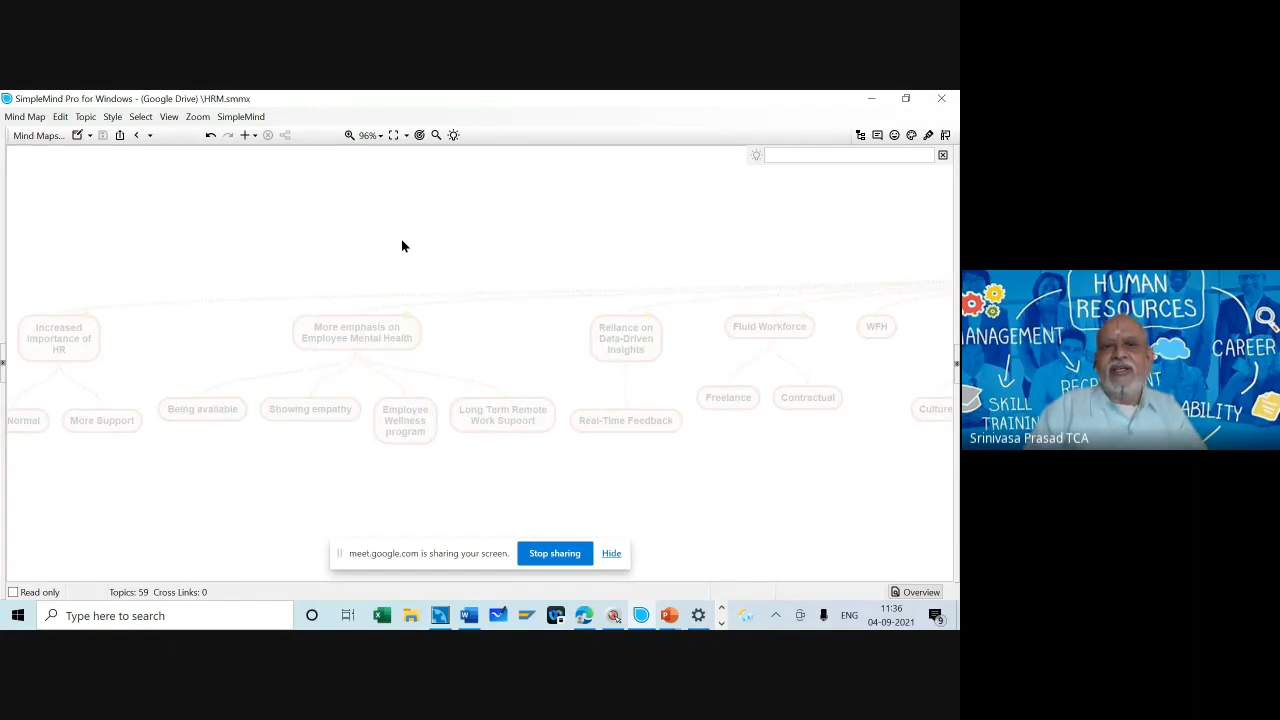 SimpleMind Pro for Windows - (Google Drive) \HRM.smmx
Mind Map Edit Topic Style Select View Zoom SimpleMind
Mind Maps...
96%
Increased
importance of
HR
More emphasis on
Employee Mental Health
Reliance on
Data-Driven
Insights
Fluid Workforce
WFH
Normal
More Support
Being available
Showing empathy
Employee
Wellness
program
Long Term Remote
Work Supoort
Real-Time Feedback
Freelance
Contractual
Culture
meet.google.com is sharing your screen.
Stop sharing
Hide
Read only
Topics: 59 Cross Links: 0
Overview
Type here to search
ENG
11:36
04-09-2021
9
HUMAN
RESOURCES
MANAGEMENT
CAREER
SKILL
TRAININ
ABILITY
Srinivasa Prasad TCA